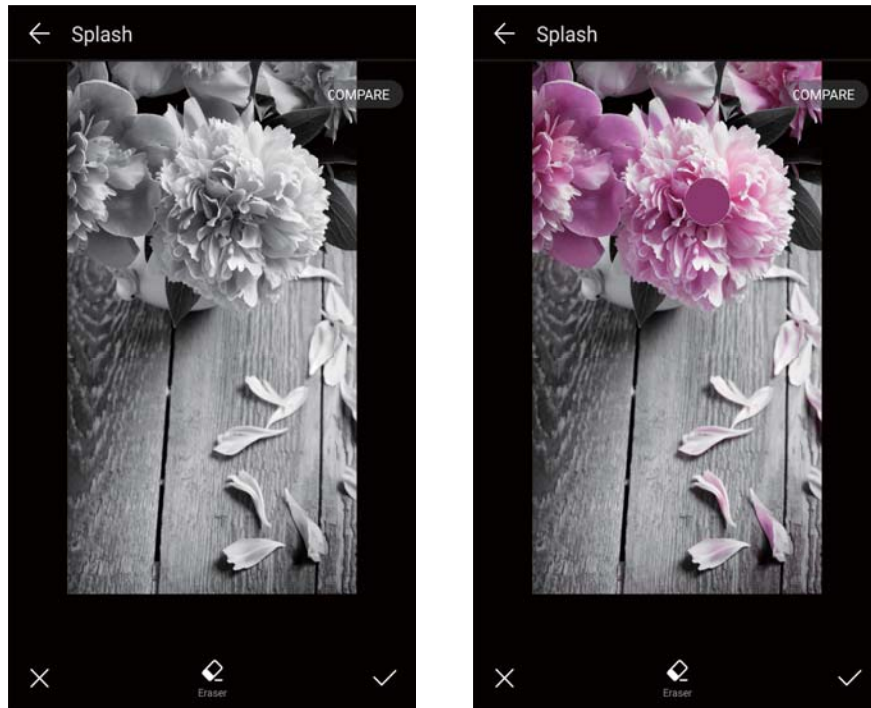 Splash
COMPARE
Eraser
Splash
COMPARE
Eraser